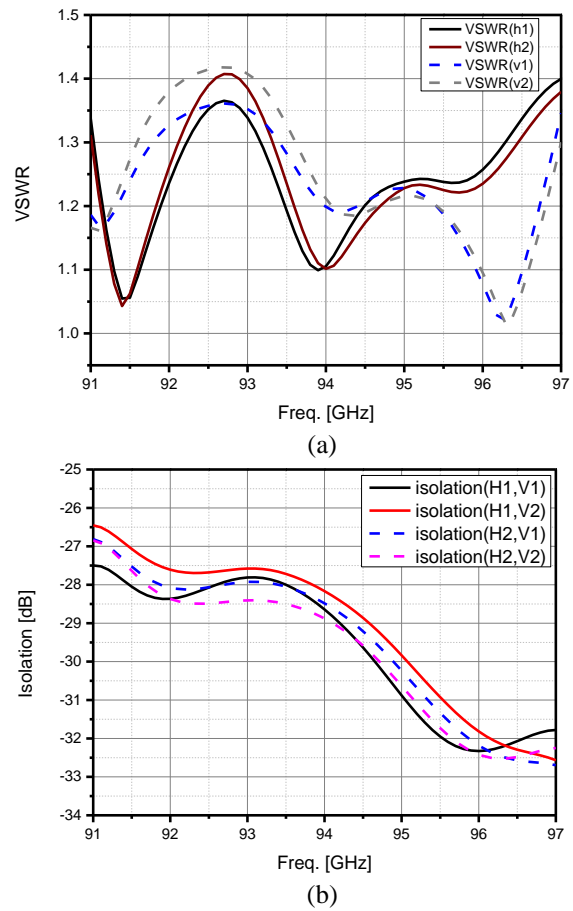 VSWR(h1)
VSWR(h2)
VSWR(v1)
VSWR(v2)
1.5
1.4
1.3
1.2
1.1
1.0
VSWR
91 92 93 94 95 96 97
Freq. [GHz]
(a)
isolation(H1,V1)
isolation(H1,V2)
isolation(H2,V1)
isolation(H2,V2)
-25
-26
-27
-28
-29
-30
-31
-32
-33
-34
Isolation [dB]
91 92 93 94 95 96 97
Freq. [GHz]
(b)